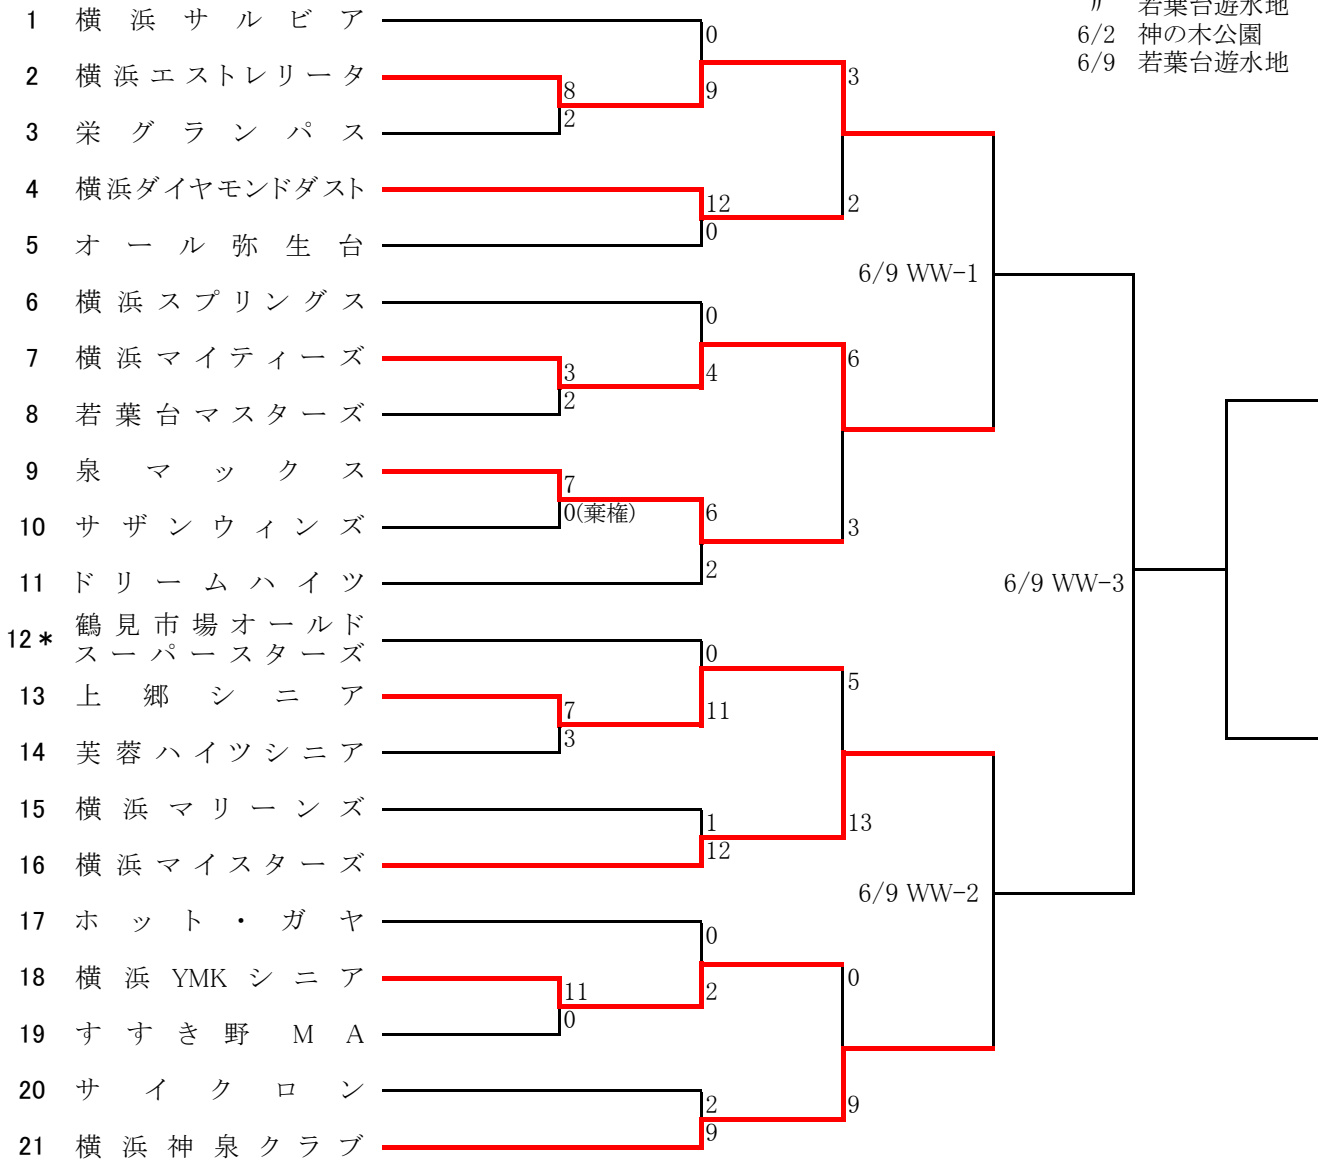 〃 若葉台遊水地
6/2 神の木公園
6/9 若葉台遊水地
1 横浜サルビア
0
2 横浜エストレリータ
8
9
3
3 栄グランパス
2
4 横浜ダイヤモンドダスト
12
2
5 オール弥生台
0
6/9 WW-1
6 横浜スプリングス
0
7 横浜マイティーズ
3
4
6
8 若葉台マスターズ
2
9 泉マックス
7
10 サザンウィンズ
0(棄権)
6
3
11 ドリームハイツ
2
6/9 WW-3
12* 鶴見市場オールド
スーパースターズ
0
13 上郷シニア
7
11
5
14 芙蓉ハイツシニア
3
15 横浜マリーンズ
1
13
16 横浜マイスターズ
12
6/9 WW-2
17 ホット・ガヤ
0
18 横浜YMKシニア
11
2
0
19 すすき野MA
0
20 サイクロン
2
9
21 横浜神泉クラブ
9